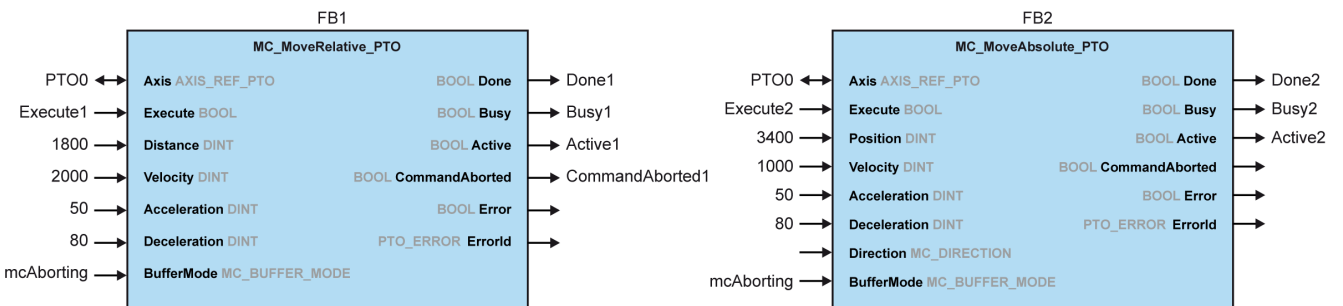 FB1
MC_MoveRelative_PTO
PTO0 Axis AXIS_REF_PTO BOOL Done Done1
Execute1 Execute BOOL BOOL Busy Busy1
1800 Distance DINT BOOL Active Active1
2000 Velocity DINT BOOL CommandAborted CommandAborted1
50 Acceleration DINT BOOL Error
80 Deceleration DINT PTO_ERROR ErrorId
mcAborting BufferMode MC_BUFFER_MODE
FB2
MC_MoveAbsolute_PTO
PTO0 Axis AXIS_REF_PTO BOOL Done Done2
Execute2 Execute BOOL BOOL Busy Busy2
3400 Position DINT BOOL Active Active2
1000 Velocity DINT BOOL CommandAborted
50 Acceleration DINT BOOL Error
80 Deceleration DINT PTO_ERROR ErrorId
Direction MC_DIRECTION
mcAborting BufferMode MC_BUFFER_MODE